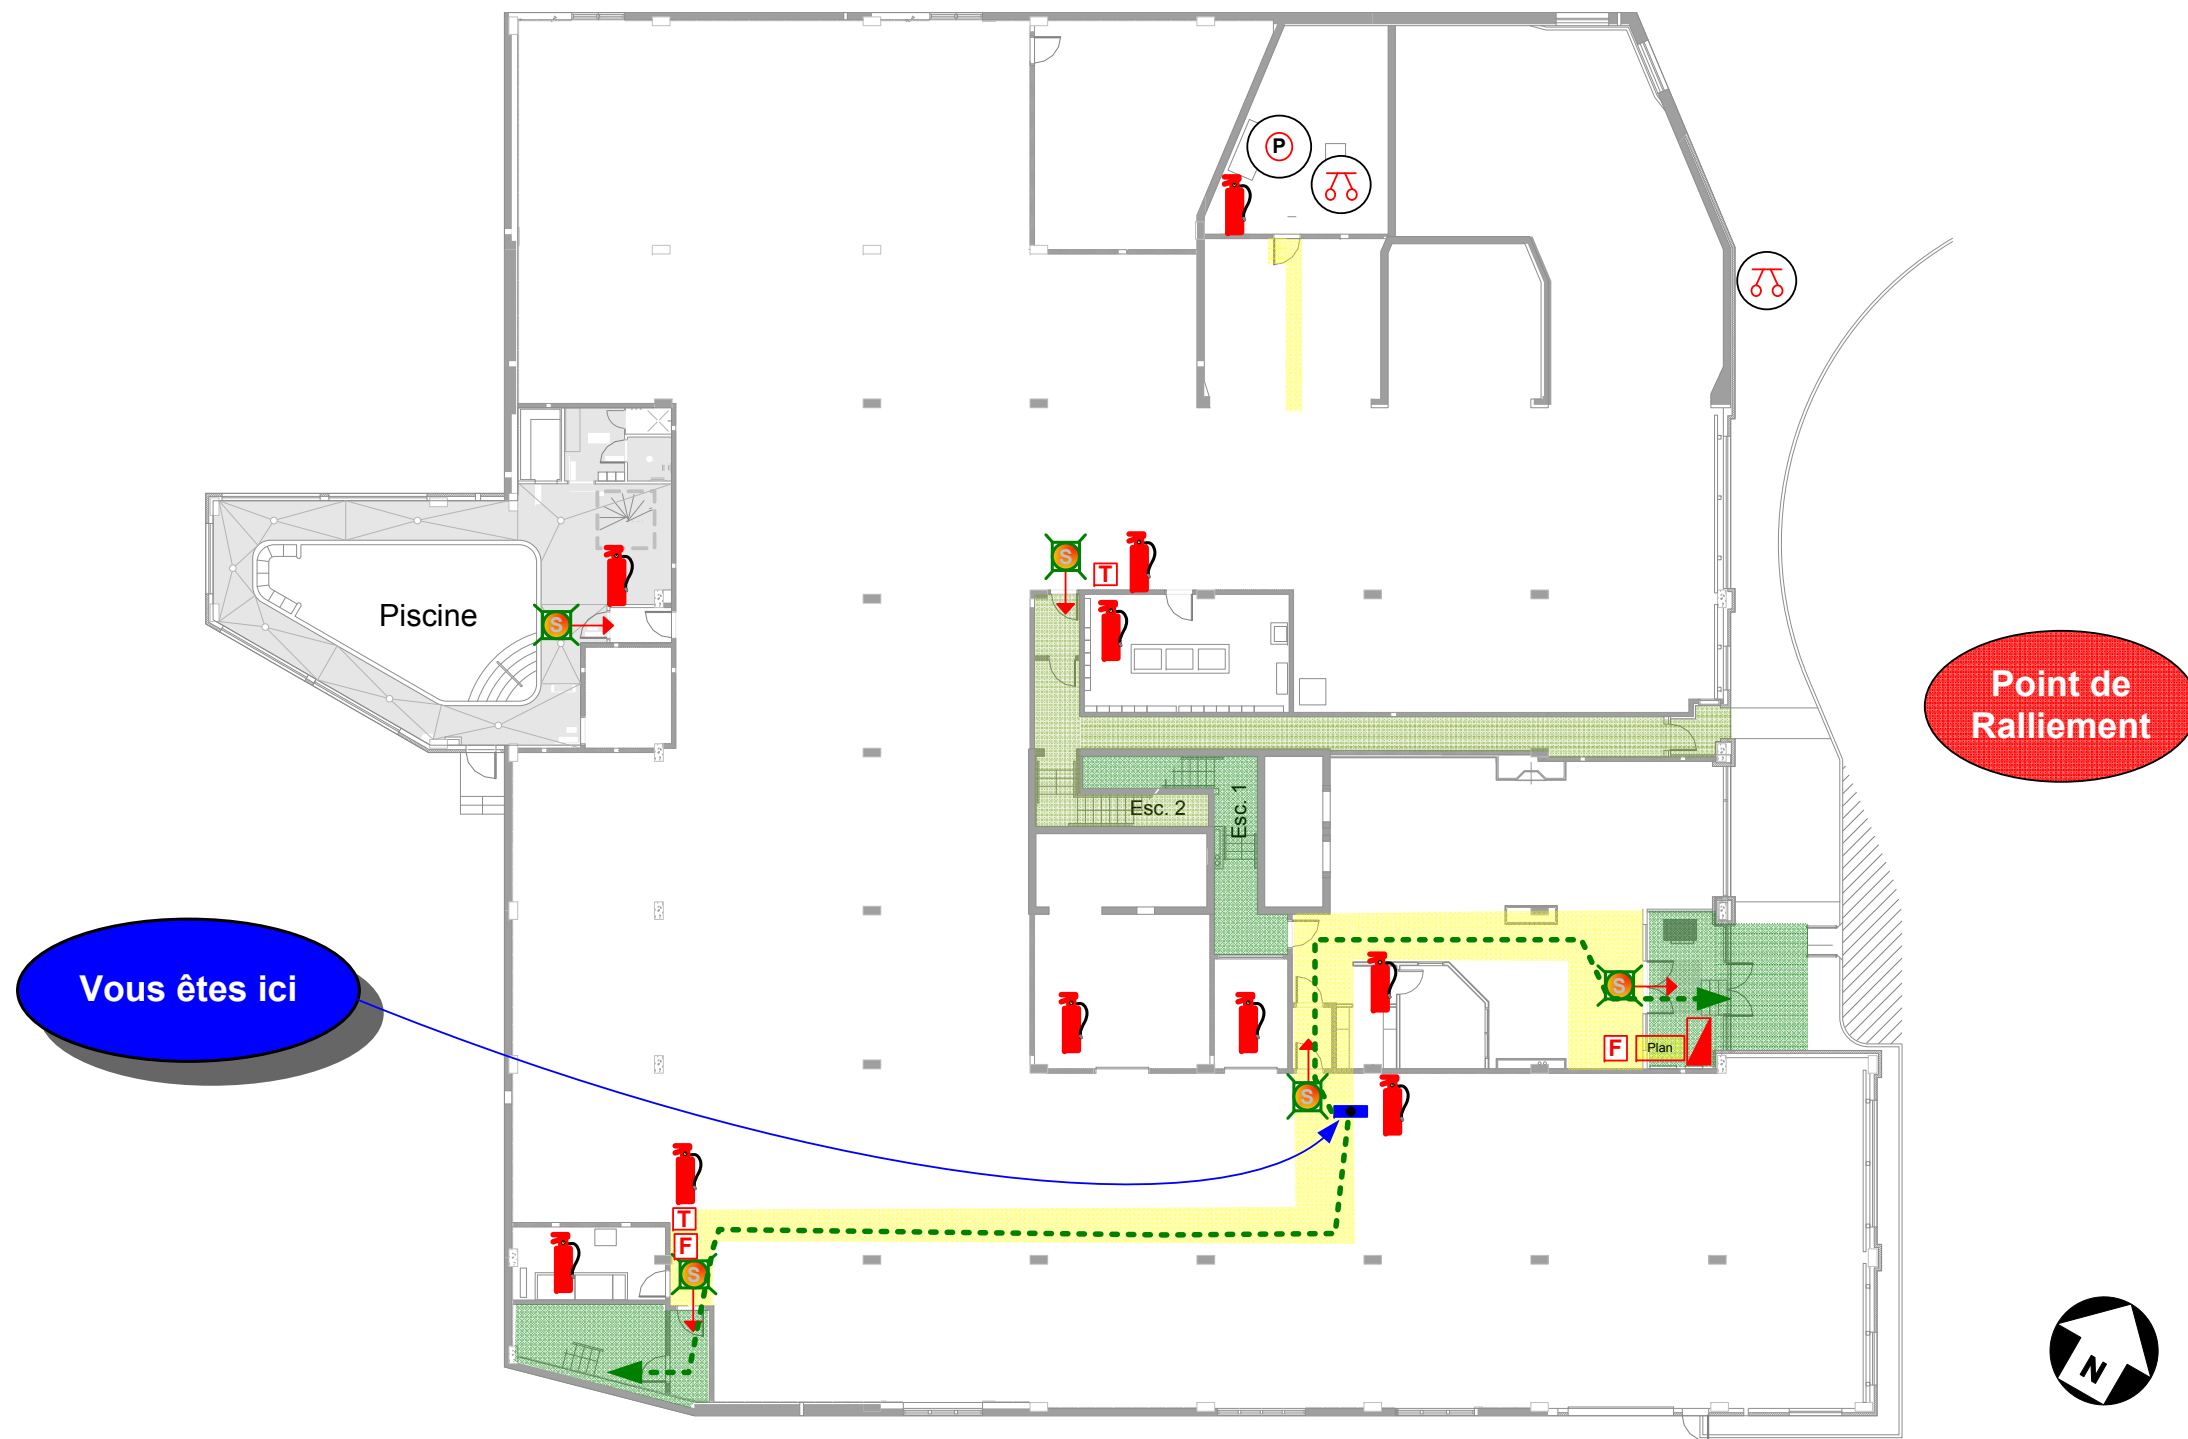 P
S
T
Piscine
S
Point de
Ralliement
Esc. 2
Esc. 1
Vous êtes ici
S
F
Plan
S
T
F
S
N